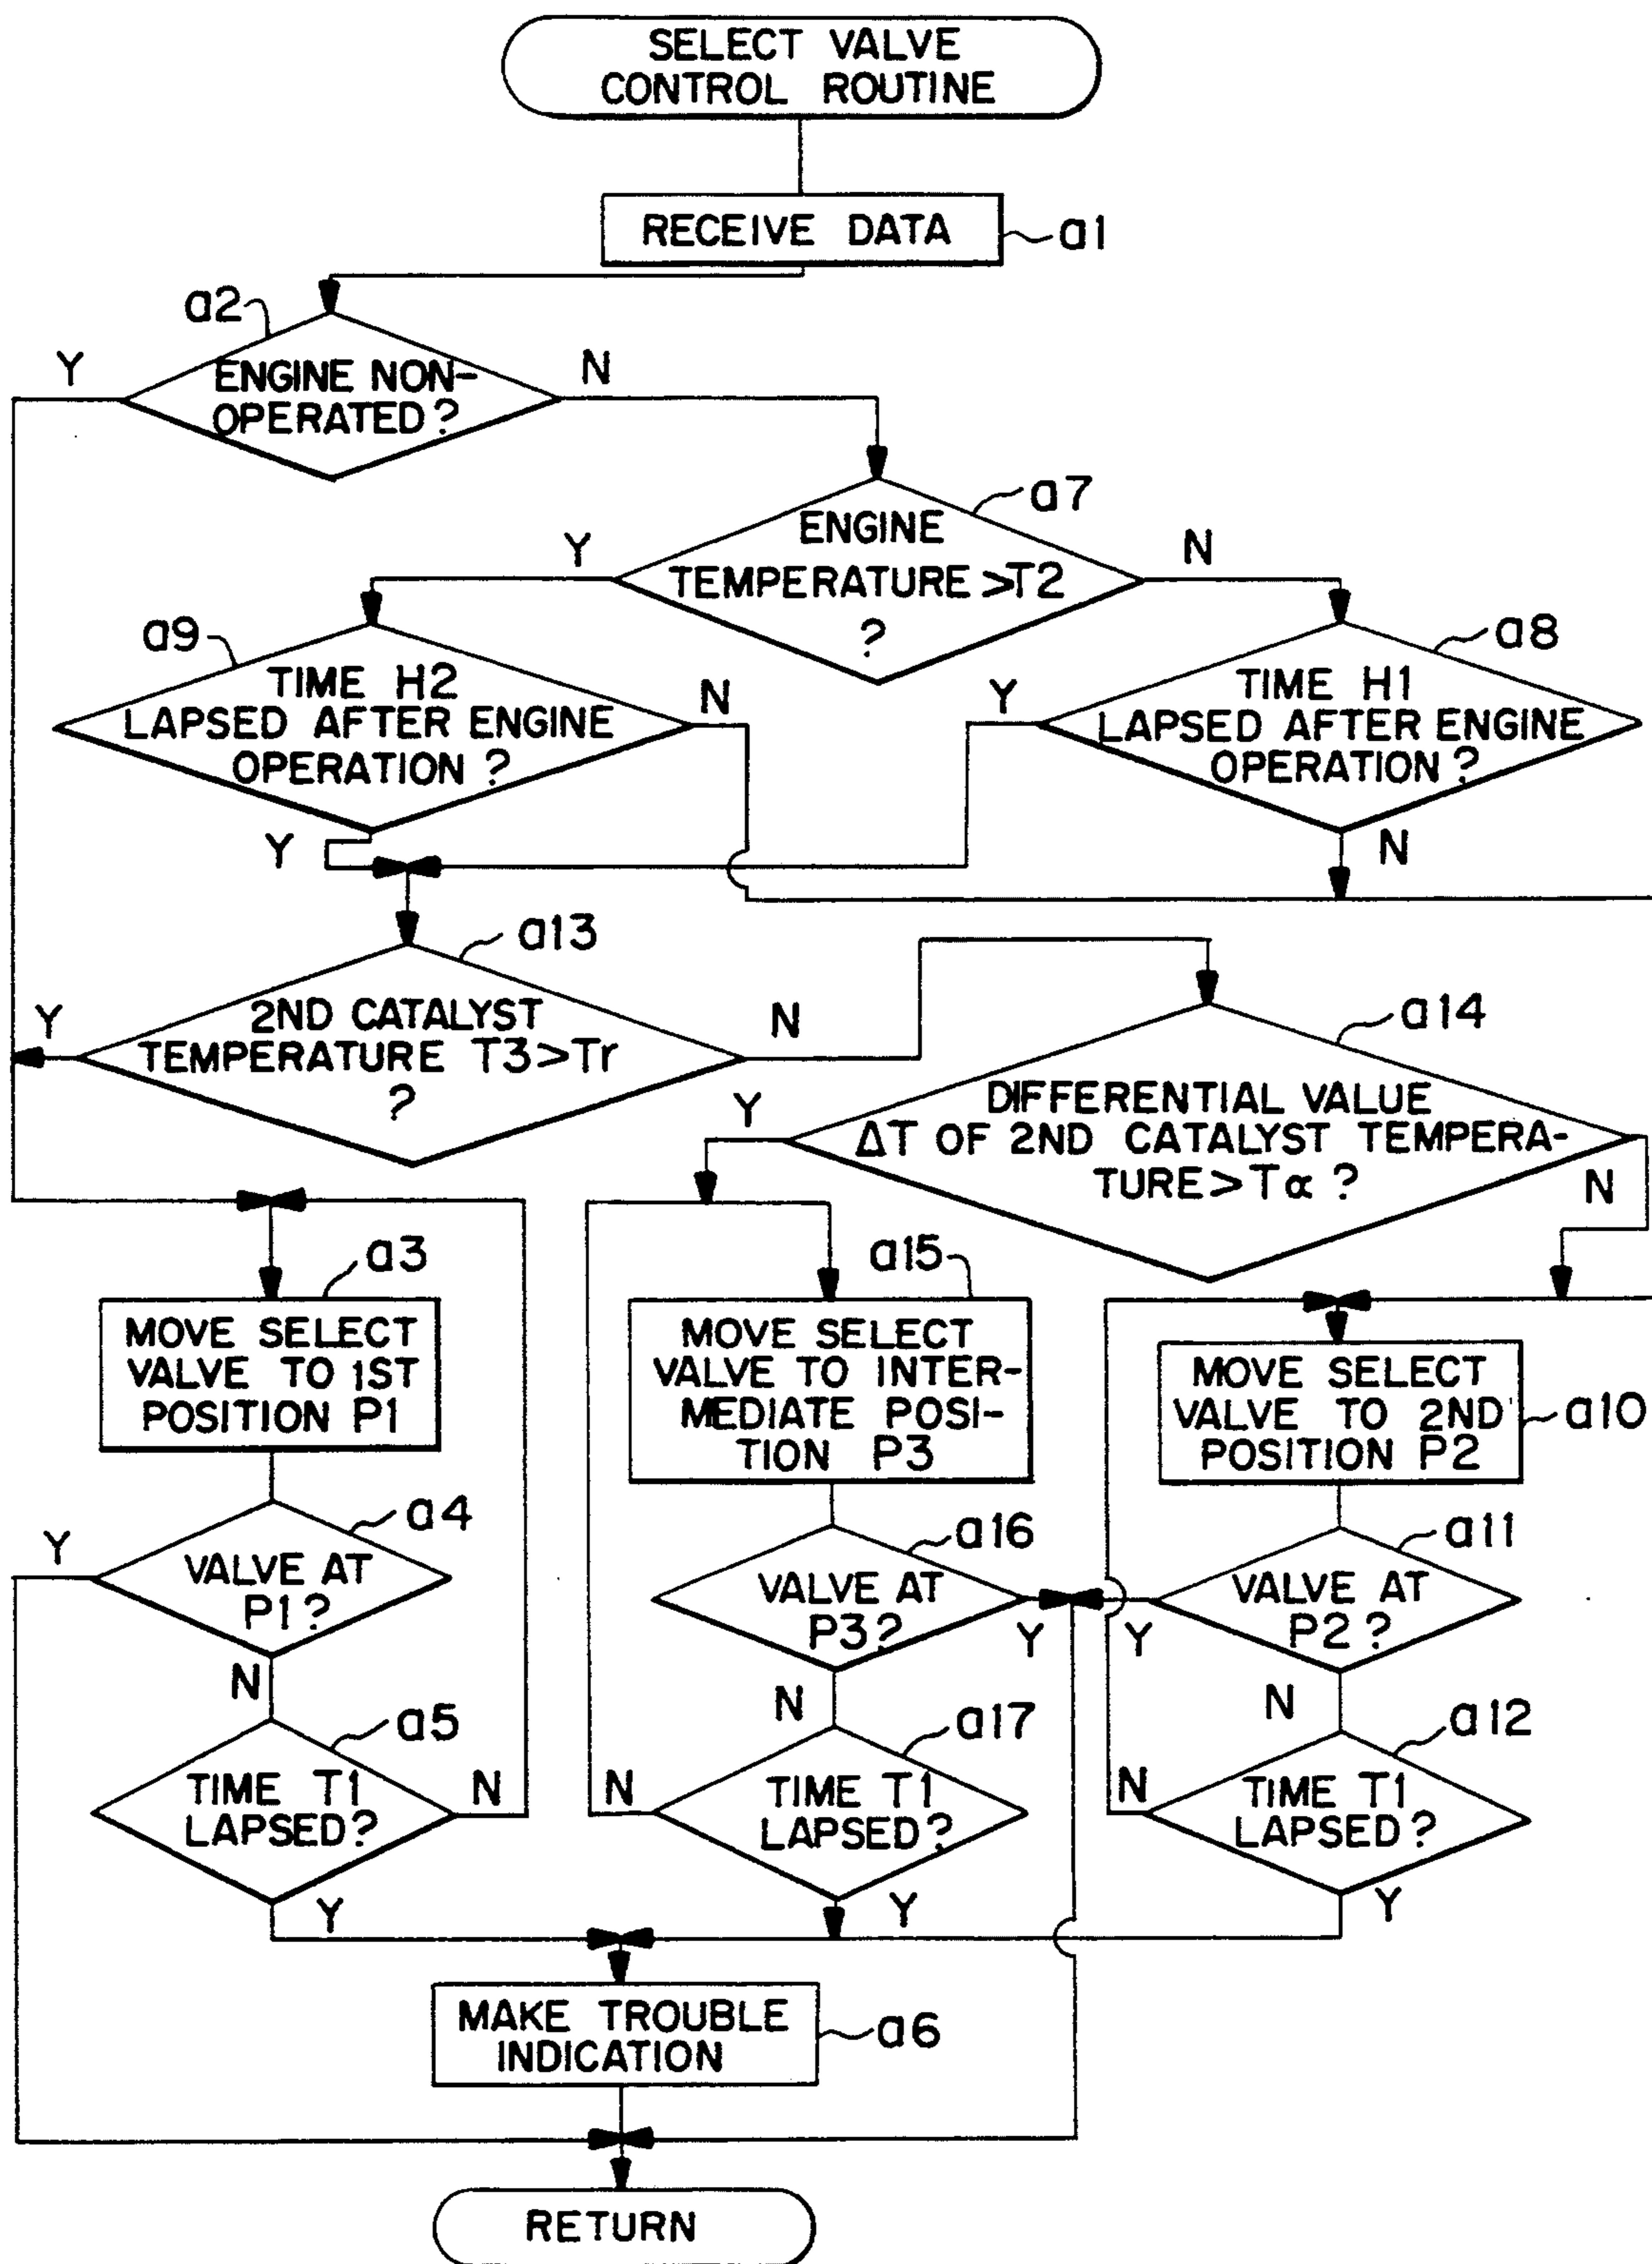 SELECT VALVE
CONTROL ROUTINE
RECEIVE DATA
a1
a2
Y
ENGINE NON-
OPERATED?
N
a7
Y
ENGINE
TEMPERATURE >T2
?
N
a9
TIME H2
LAPSED AFTER ENGINE
OPERATION ?
N
Y
a8
Y
TIME H1
LAPSED AFTER ENGINE
OPERATION ?
N
a13
Y
2ND CATALYST
TEMPERATURE T3>Tr
?
N
a14
Y
DIFFERENTIAL VALUE
ΔT OF 2ND CATALYST TEMPERA-
TURE>Tα ?
N
a3
MOVE SELECT
VALVE TO 1ST
POSITION P1
a15
MOVE SELECT
VALVE TO INTER-
MEDIATE POSI-
TION P3
MOVE SELECT
VALVE TO 2ND
POSITION P2
a10
a4
Y
VALVE AT
P1?
N
a16
VALVE AT
P3?
Y
N
a11
VALVE AT
P2?
Y
N
a5
TIME T1
LAPSED?
N
Y
a17
N
TIME T1
LAPSED?
Y
a12
N
TIME T1
LAPSED?
Y
MAKE TROUBLE
INDICATION
a6
RETURN